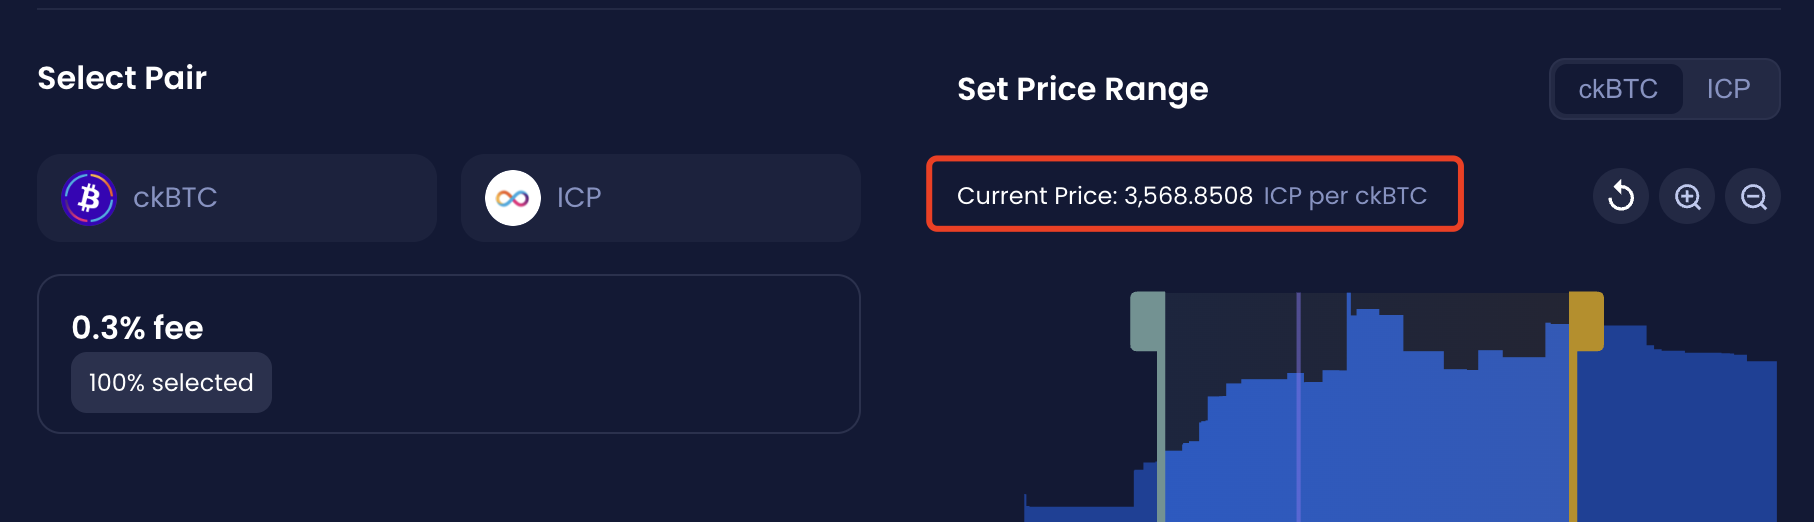 Select Pair
ckBTC
ICP
0.3% fee
100% selected
Set Price Range
ckBTC
ICP
Current Price: 3,568.8508 ICP per ckBTC